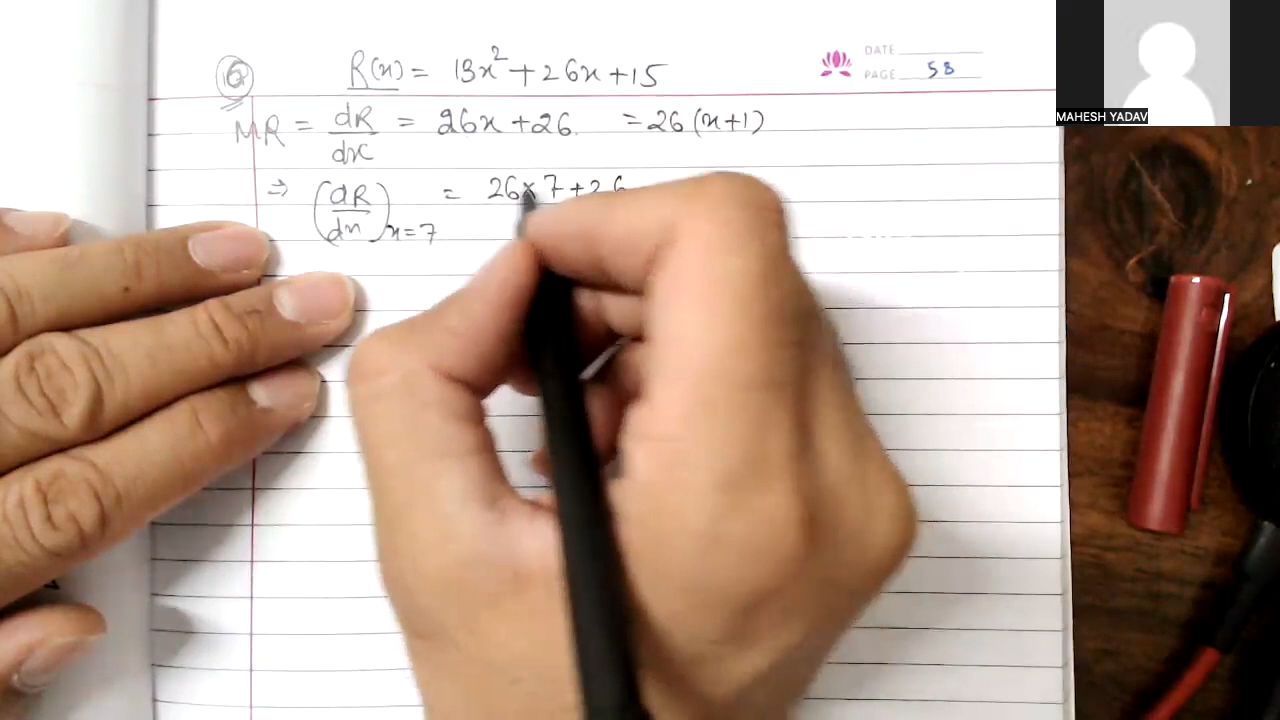 DATE
PAGE 58
6 R(x) = 13x² + 26x + 15
MR = dR/dx = 26x + 26 = 26(x+1)
⇒ (dR/dx)x=7 = 26×7+26
MAHESH YADAV